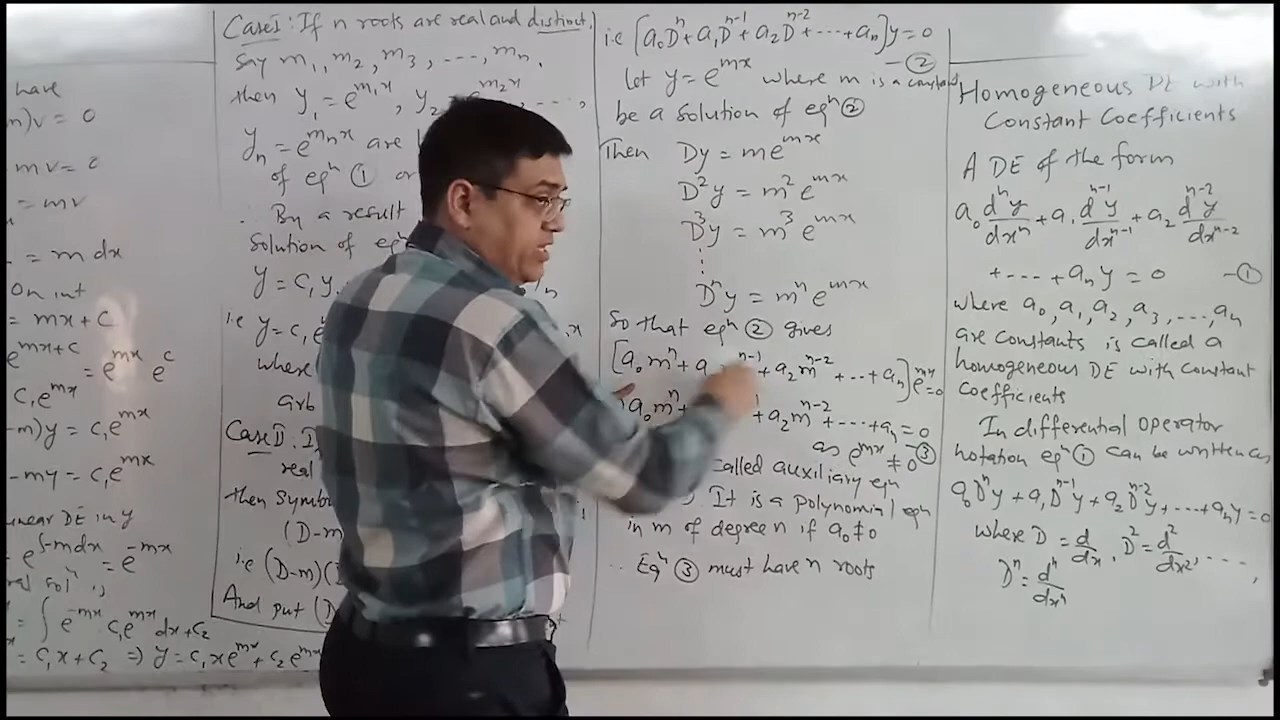 have
n)v = 0
mv = 0
= mv
= m dx
On int
= mx + c
e^{mx+c} = e^{mx} e^c
c₁e^{mx}
-m)y = c₁e^{mx}
-my = c₁e^{mx}
linear DE in y
= e^{∫-mdx} = e^{-mx}
= ∫ e^{-mx} . c₁e^{mx} dx + c₂
= c₁x + c₂ ⇒ y = c₁xe^{mx} + c₂e^{mx}
Case I : If n roots are real and distinct.
Say m₁, m₂, m₃, ---, mₙ.
then y₁ = e^{m₁x}, y₂ = e^{m₂x}, ---,
yₙ = e^{mₙx} are
of eqⁿ ①
∴ By a result
Solution of eqⁿ
y = c₁y
i.e y = c₁e
where
arb
Case II . I
real
then symbo
(D-m
i.e (D-m)(
And put (D
i.e [a₀Dⁿ + a₁Dⁿ⁻¹ + a₂Dⁿ⁻² + --- + aₙ]y = 0
-②
Let y = e^{mx} where m is a constant
be a solution of eqⁿ ②
Then Dy = me^{mx}
D²y = m²e^{mx}
D³y = m³e^{mx}
⋮
Dⁿy = mⁿe^{mx}
So that eqⁿ ② gives
[a₀mⁿ + a n-1 + a₂mⁿ⁻² + --- + aₙ]e^{mx} = 0
a₀mⁿ + + a₂mⁿ⁻² + --- + aₙ = 0
as e^{mx} ≠ 0 ③
called auxiliary eqn
. It is a polynomial eqn
in m of degree n if a₀ ≠ 0
∴ Eqⁿ ③ must have n roots
Homogeneous DE with
Constant Coefficients
A DE of the form
a₀ dⁿy/dxⁿ + a₁ dⁿ⁻¹y/dxⁿ⁻¹ + a₂ dⁿ⁻²y/dxⁿ⁻²
+ --- + aₙ y = 0 -①
where a₀, a₁, a₂, a₃, ---, aₙ
are constants is called a
homogeneous DE with constant
coefficients
In differential operator
notation eqⁿ ① can be written as
a₀Dⁿy + a₁Dⁿ⁻¹y + a₂Dⁿ⁻²y + --- + aₙy = 0
where D = d/dx, D² = d²/dx², ---,
Dⁿ = dⁿ/dxⁿ